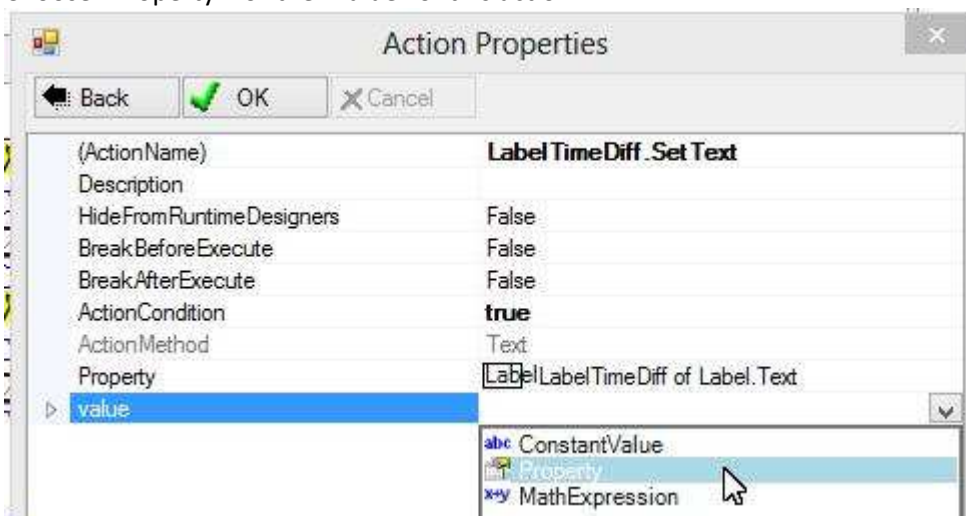 Action Properties
Back OK Cancel
(ActionName) LabelTimeDiff.SetText
Description
HideFromRuntimeDesigners False
BreakBeforeExecute False
BreakAfterExecute False
ActionCondition true
ActionMethod Text
Property LabelLabelTimeDiff of Label.Text
value
abc ConstantValue
Property
x+y MathExpression